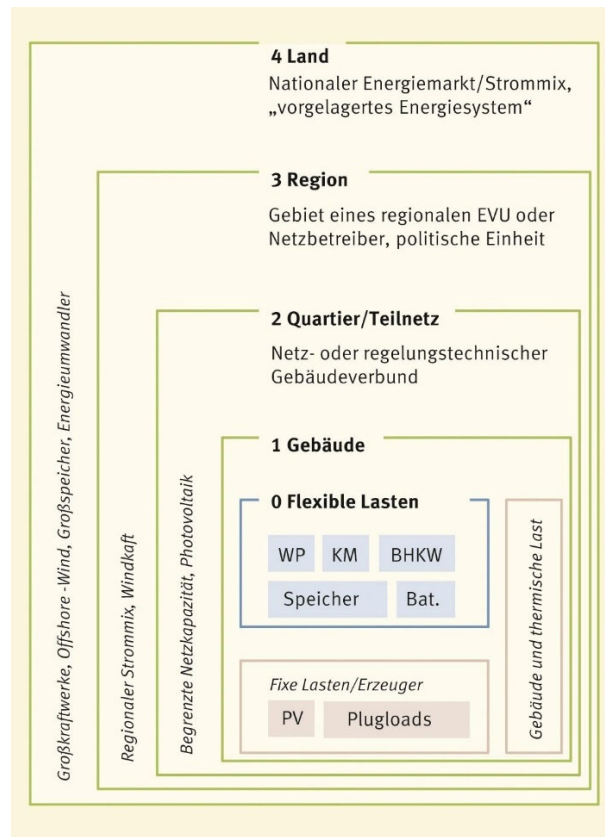 4 Land
Nationaler Energiemarkt/Strommix,
„vorgelagertes Energiesystem“
3 Region
Gebiet eines regionalen EVU oder
Netzbetreiber, politische Einheit
2 Quartier/Teilnetz
Netz- oder regelungstechnischer
Gebäudeverbund
1 Gebäude
0 Flexible Lasten
WP KM BHKW
Speicher Bat.
Fixe Lasten/Erzeuger
PV Plugloads
Großkraftwerke, Offshore -Wind, Großspeicher, Energieumwandler
Regionaler Strommix, Windkaft
Begrenzte Netzkapazität, Photovoltaik
Gebäude und thermische Last